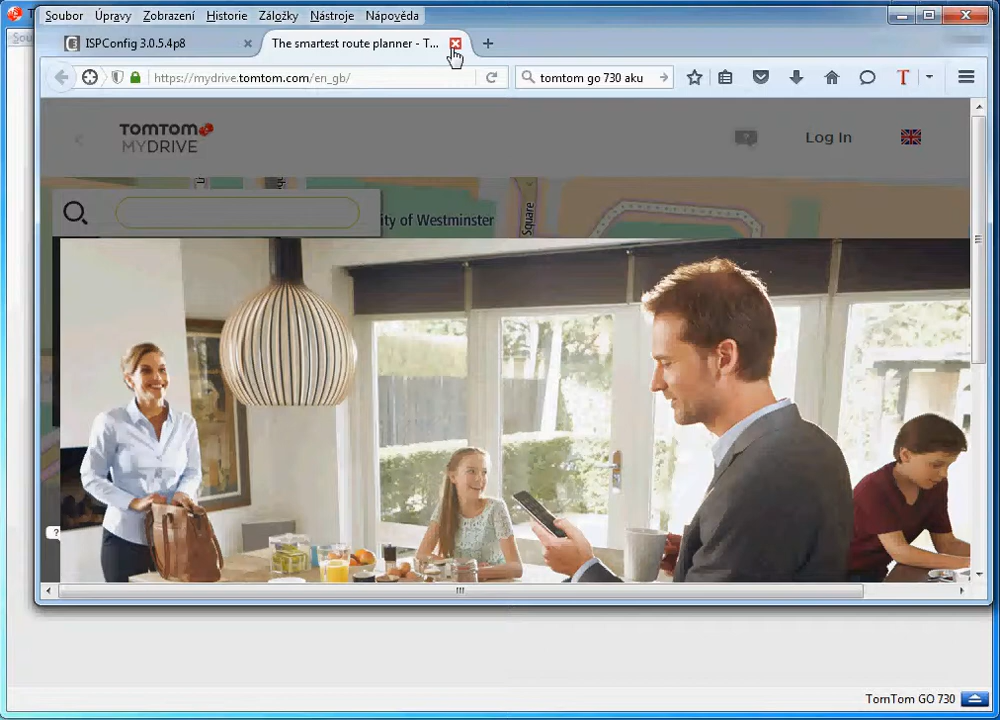 Soubor Úpravy Zobrazení Historie Záložky Nástroje Nápověda
ISPConfig 3.0.5.4p8
The smartest route planner - T...
https://mydrive.tomtom.com/en_gb/
tomtom go 730 aku
T
TOMTOM
MYDRIVE
Log In
ity of Westminster
Square
?
TomTom GO 730